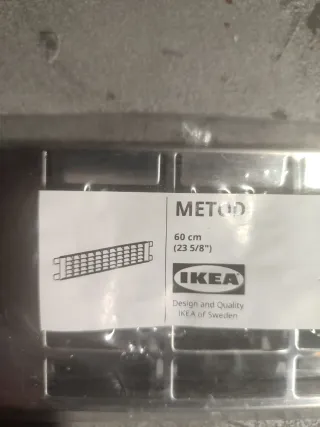 METOD
60 cm
(23 5/8")
IKEA
Design and Quality
IKEA of Sweden